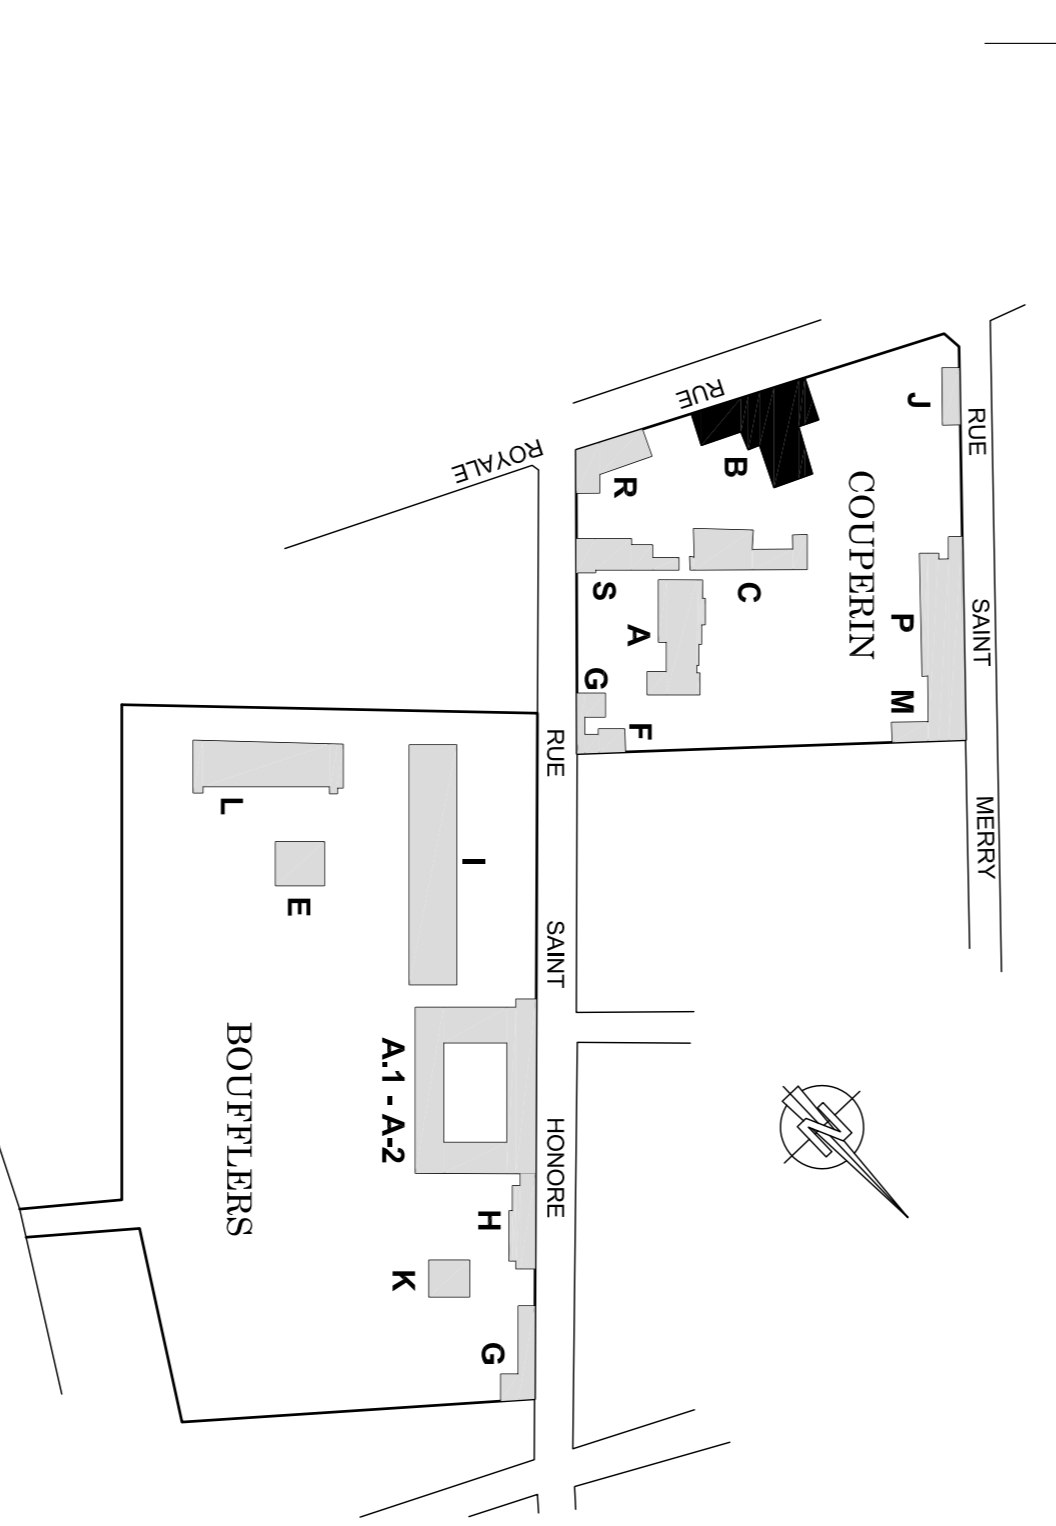 RUE
ROYALE
RUE
SAINT
MERRY
RUE
SAINT
HONORE
COUPERIN
J
B
R
P
M
C
S
A
G
F
BOUFFLERS
L
E
I
A.1 - A-2
H
K
G